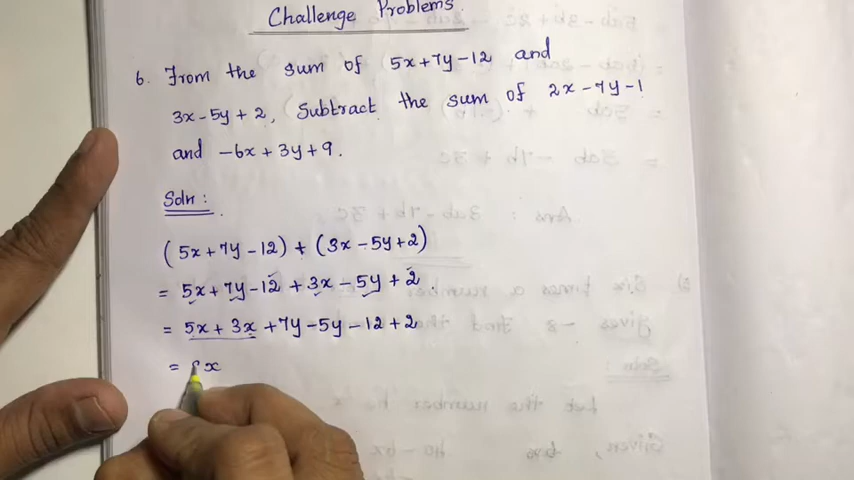 Challenge Problems.
6. From the sum of 5x+7y-12 and
3x-5y+2, Subtract the sum of 2x-7y-1
and -6x+3y+9.
Soln:
(5x+7y-12)+(3x-5y+2)
= 5x+7y-12+3x-5y+2.
= 5x+3x+7y-5y-12+2
= 8x